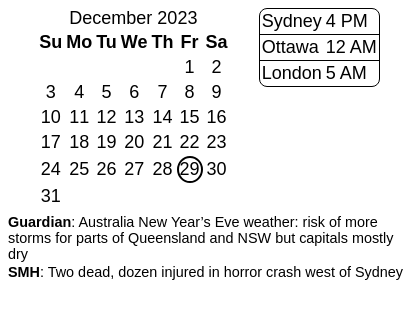 December 2023
Su Mo Tu We Th Fr Sa
1 2
3 4 5 6 7 8 9
10 11 12 13 14 15 16
17 18 19 20 21 22 23
24 25 26 27 28 29 30
31
Sydney 4 PM
Ottawa 12 AM
London 5 AM
Guardian: Australia New Year’s Eve weather: risk of more
storms for parts of Queensland and NSW but capitals mostly
dry
SMH: Two dead, dozen injured in horror crash west of Sydney